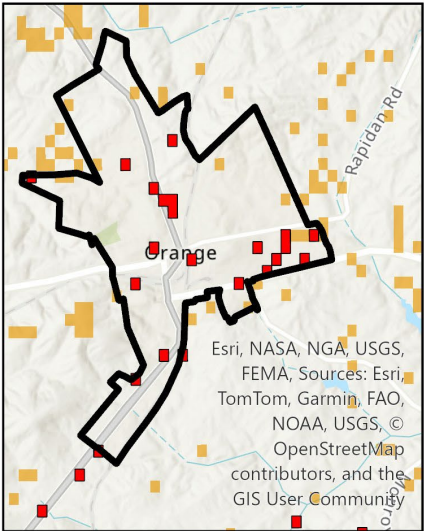 Rapidan Rd
Orange
Esri, NASA, NGA, USGS,
FEMA, Sources: Esri,
TomTom, Garmin, FAO,
NOAA, USGS, ©
OpenStreetMap
contributors, and the
GIS User Community